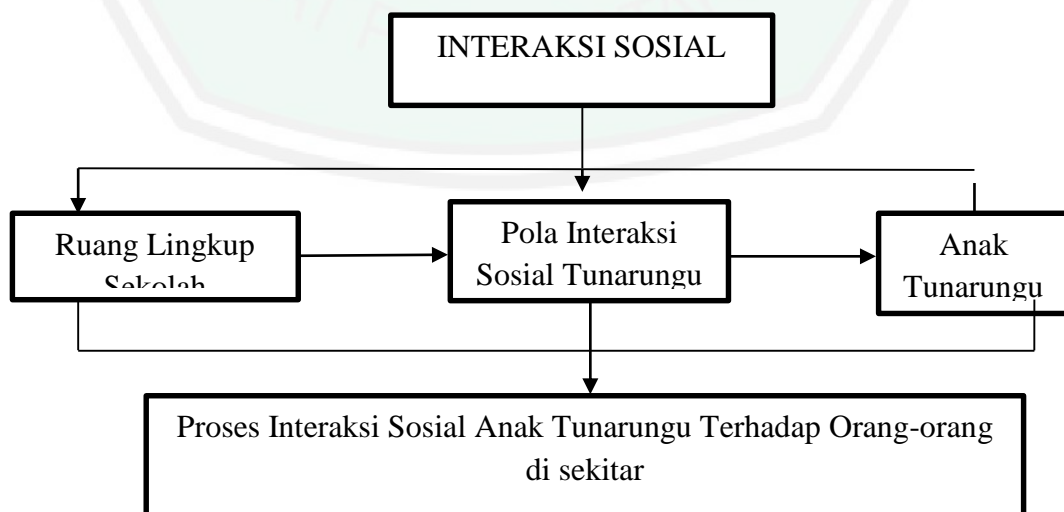 INTERAKSI SOSIAL
Ruang Lingkup
Sekolah
Pola Interaksi
Sosial Tunarungu
Anak
Tunarungu
Proses Interaksi Sosial Anak Tunarungu Terhadap Orang-orang
di sekitar